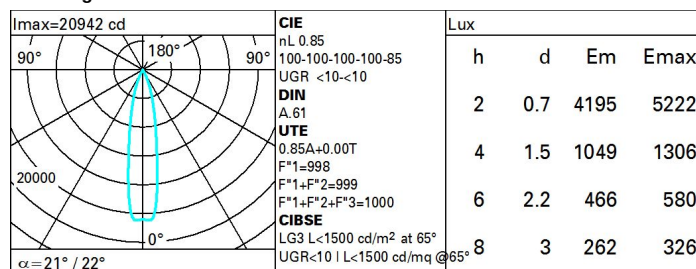 Imax=20942 cd
90° 180° 90°
20000
0°
α=21° / 22°
CIE
nL 0.85
100-100-100-100-85
UGR <10-<10
DIN
A.61
UTE
0.85A+0.00T
F"1=998
F"1+F"2=999
F"1+F"2+F"3=1000
CIBSE
LG3 L<1500 cd/m² at 65°
UGR<10 | L<1500 cd/mq @65°
Lux
h d Em Emax
2 0.7 4195 5222
4 1.5 1049 1306
6 2.2 466 580
8 3 262 326